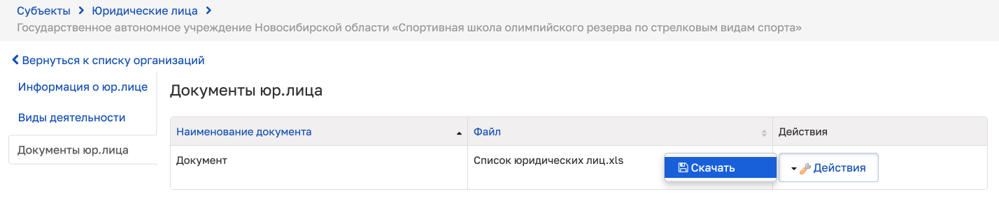 Субъекты > Юридические лица >
Государственное автономное учреждение Новосибирской области «Спортивная школа олимпийского резерва по стрелковым видам спорта»
Вернуться к списку организаций
Информация о юр.лице
Виды деятельности
Документы юр.лица
Документы юр.лица
Наименование документа Файл Действия
Документ Список юридических лиц.xls Скачать Действия